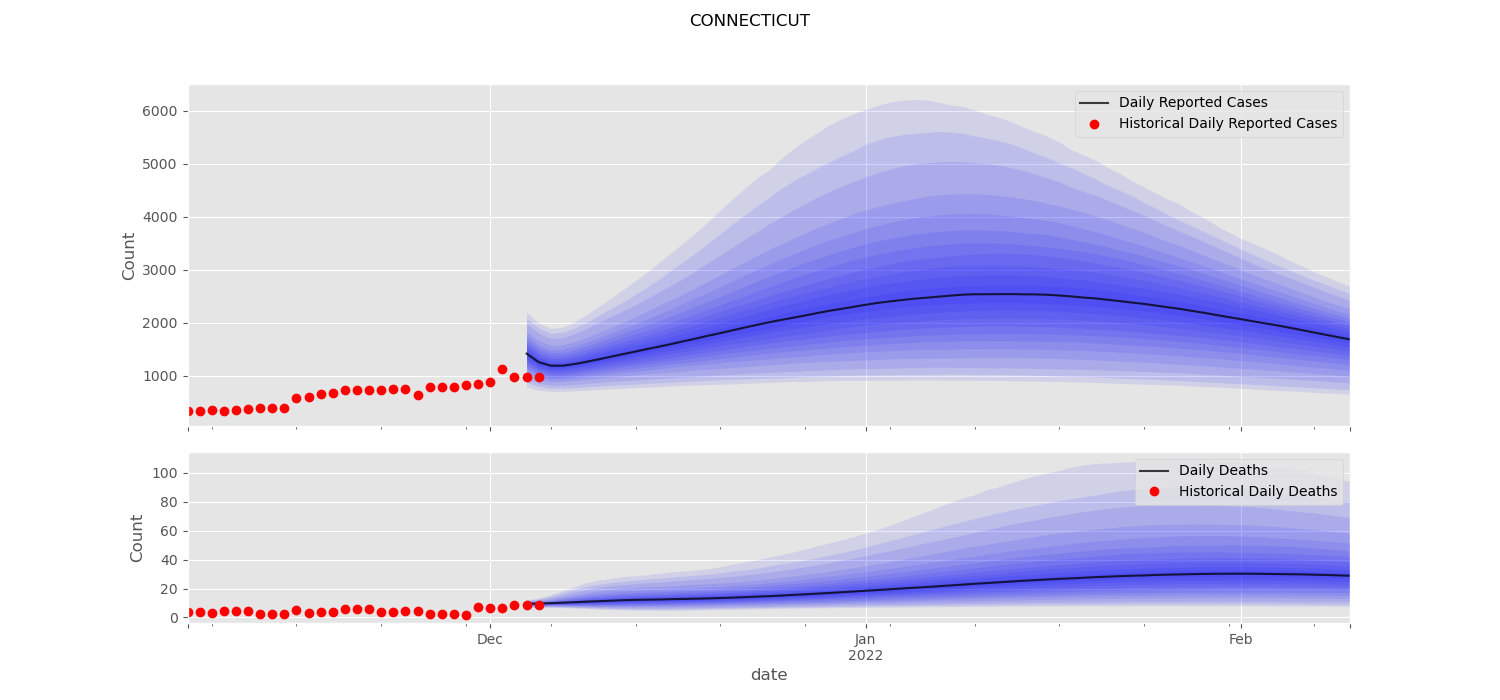 CONNECTICUT
6000
5000
4000
3000
2000
1000
Count
Daily Reported Cases
Historical Daily Reported Cases
100
80
60
40
20
0
Count
Daily Deaths
Historical Daily Deaths
Dec
Jan
2022
Feb
date